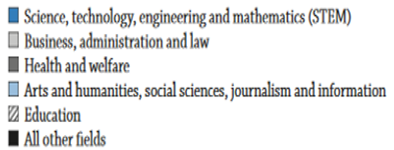 Science, technology, engineering and mathematics (STEM)
Business, administration and law
Health and welfare
Arts and humanities, social sciences, journalism and information
Education
All other fields